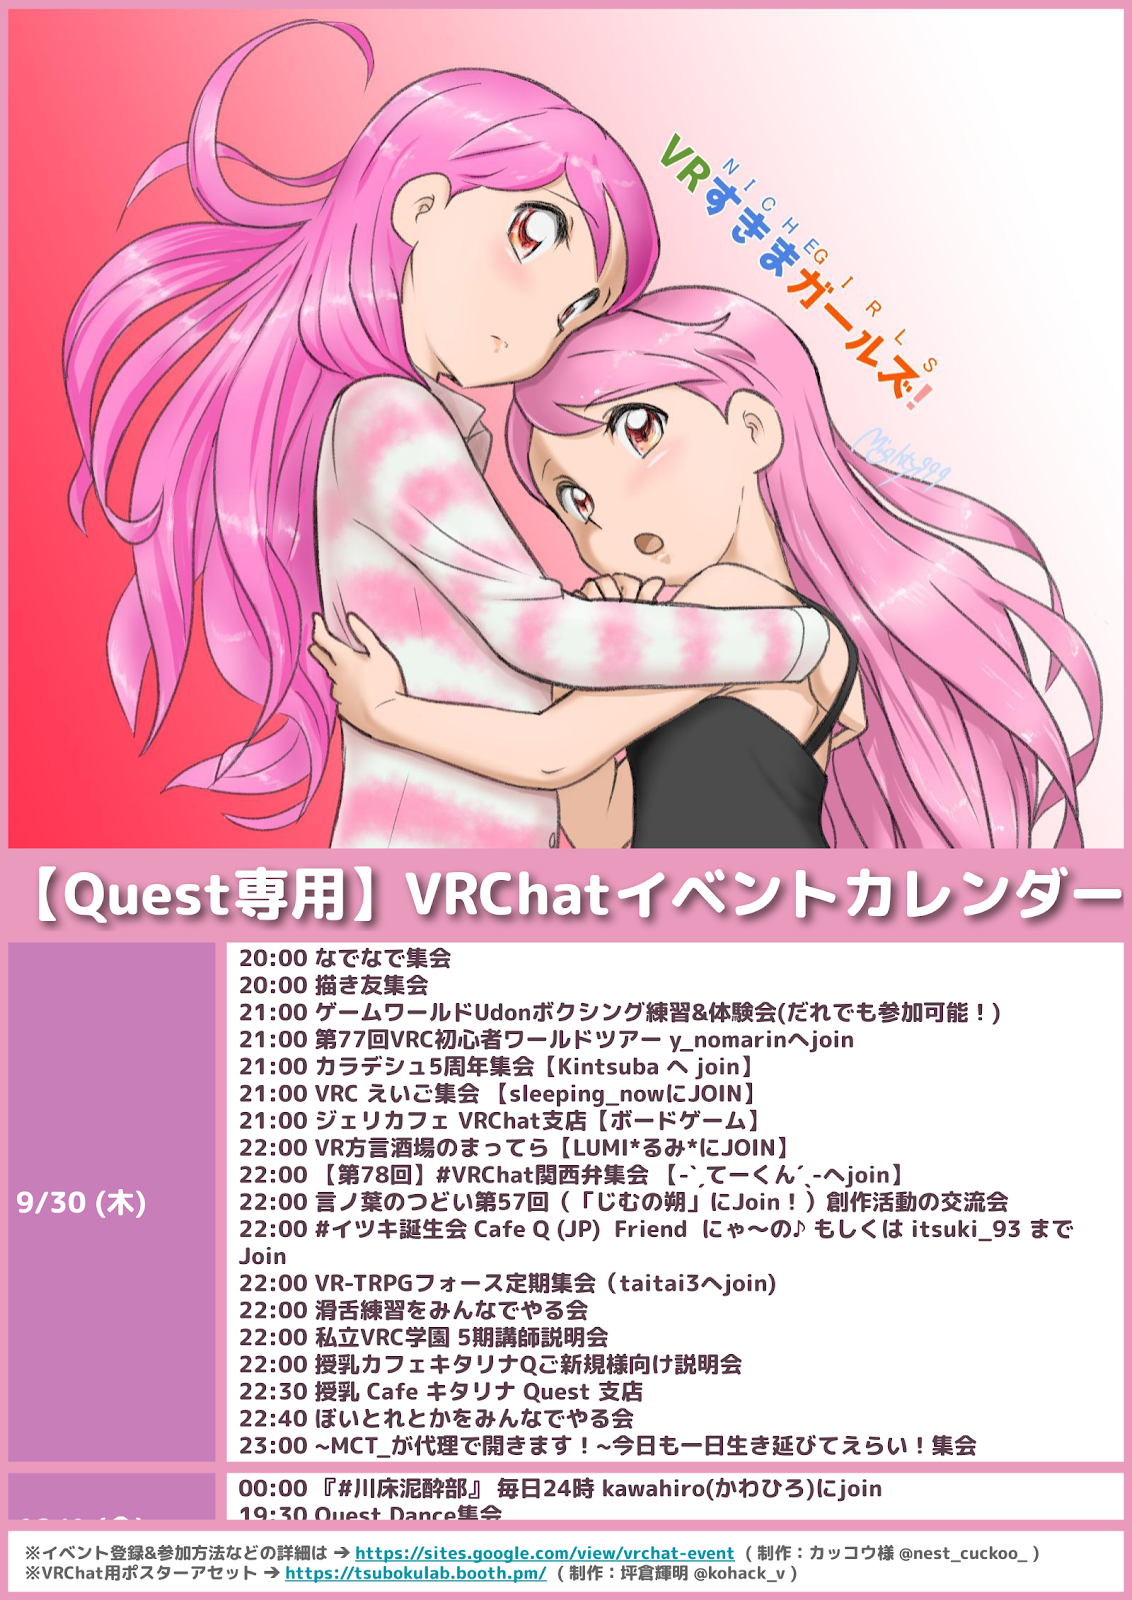 NICHE GIRLS
VRすきまガールズ!
Mighty999
【Quest専用】VRChatイベントカレンダー
9/30 (木)
20:00 なでなで集会
20:00 描き友集会
21:00 ゲームワールドUdonボクシング練習&体験会(だれでも参加可能！)
21:00 第77回VRC初心者ワールドツアー y_nomarinへjoin
21:00 カラデシュ5周年集会【Kintsuba へ join】
21:00 VRC えいご集会 【sleeping_nowにJOIN】
21:00 ジェリカフェ VRChat支店【ボードゲーム】
22:00 VR方言酒場のまってら【LUMI*るみ*にJOIN】
22:00 【第78回】#VRChat関西弁集会 【-`ˏてーくん´ˎ-へjoin】
22:00 言ノ葉のつどい第57回（「じむの朔」にJoin！）創作活動の交流会
22:00 #イツキ誕生会 Cafe Q (JP)  Friend  にゃ～の♪ もしくは itsuki_93 まで
Join
22:00 VR-TRPGフォース定期集会（taitai3へjoin)
22:00 滑舌練習をみんなでやる会
22:00 私立VRC学園 5期講師説明会
22:00 授乳カフェキタリナQご新規様向け説明会
22:30 授乳 Cafe キタリナ Quest 支店
22:40 ぼいとれとかをみんなでやる会
23:00 ~MCT_が代理で開きます！~今日も一日生き延びてえらい！集会
00:00 『#川床泥酔部』 毎日24時 kawahiro(かわひろ)にjoin
19:30 Quest Dance集会
※イベント登録&参加方法などの詳細は → https://sites.google.com/view/vrchat-event （ 制作：カッコウ様 @nest_cuckoo_ ）
※VRChat用ポスターアセット → https://tsubokulab.booth.pm/ （ 制作：坪倉輝明 @kohack_v ）